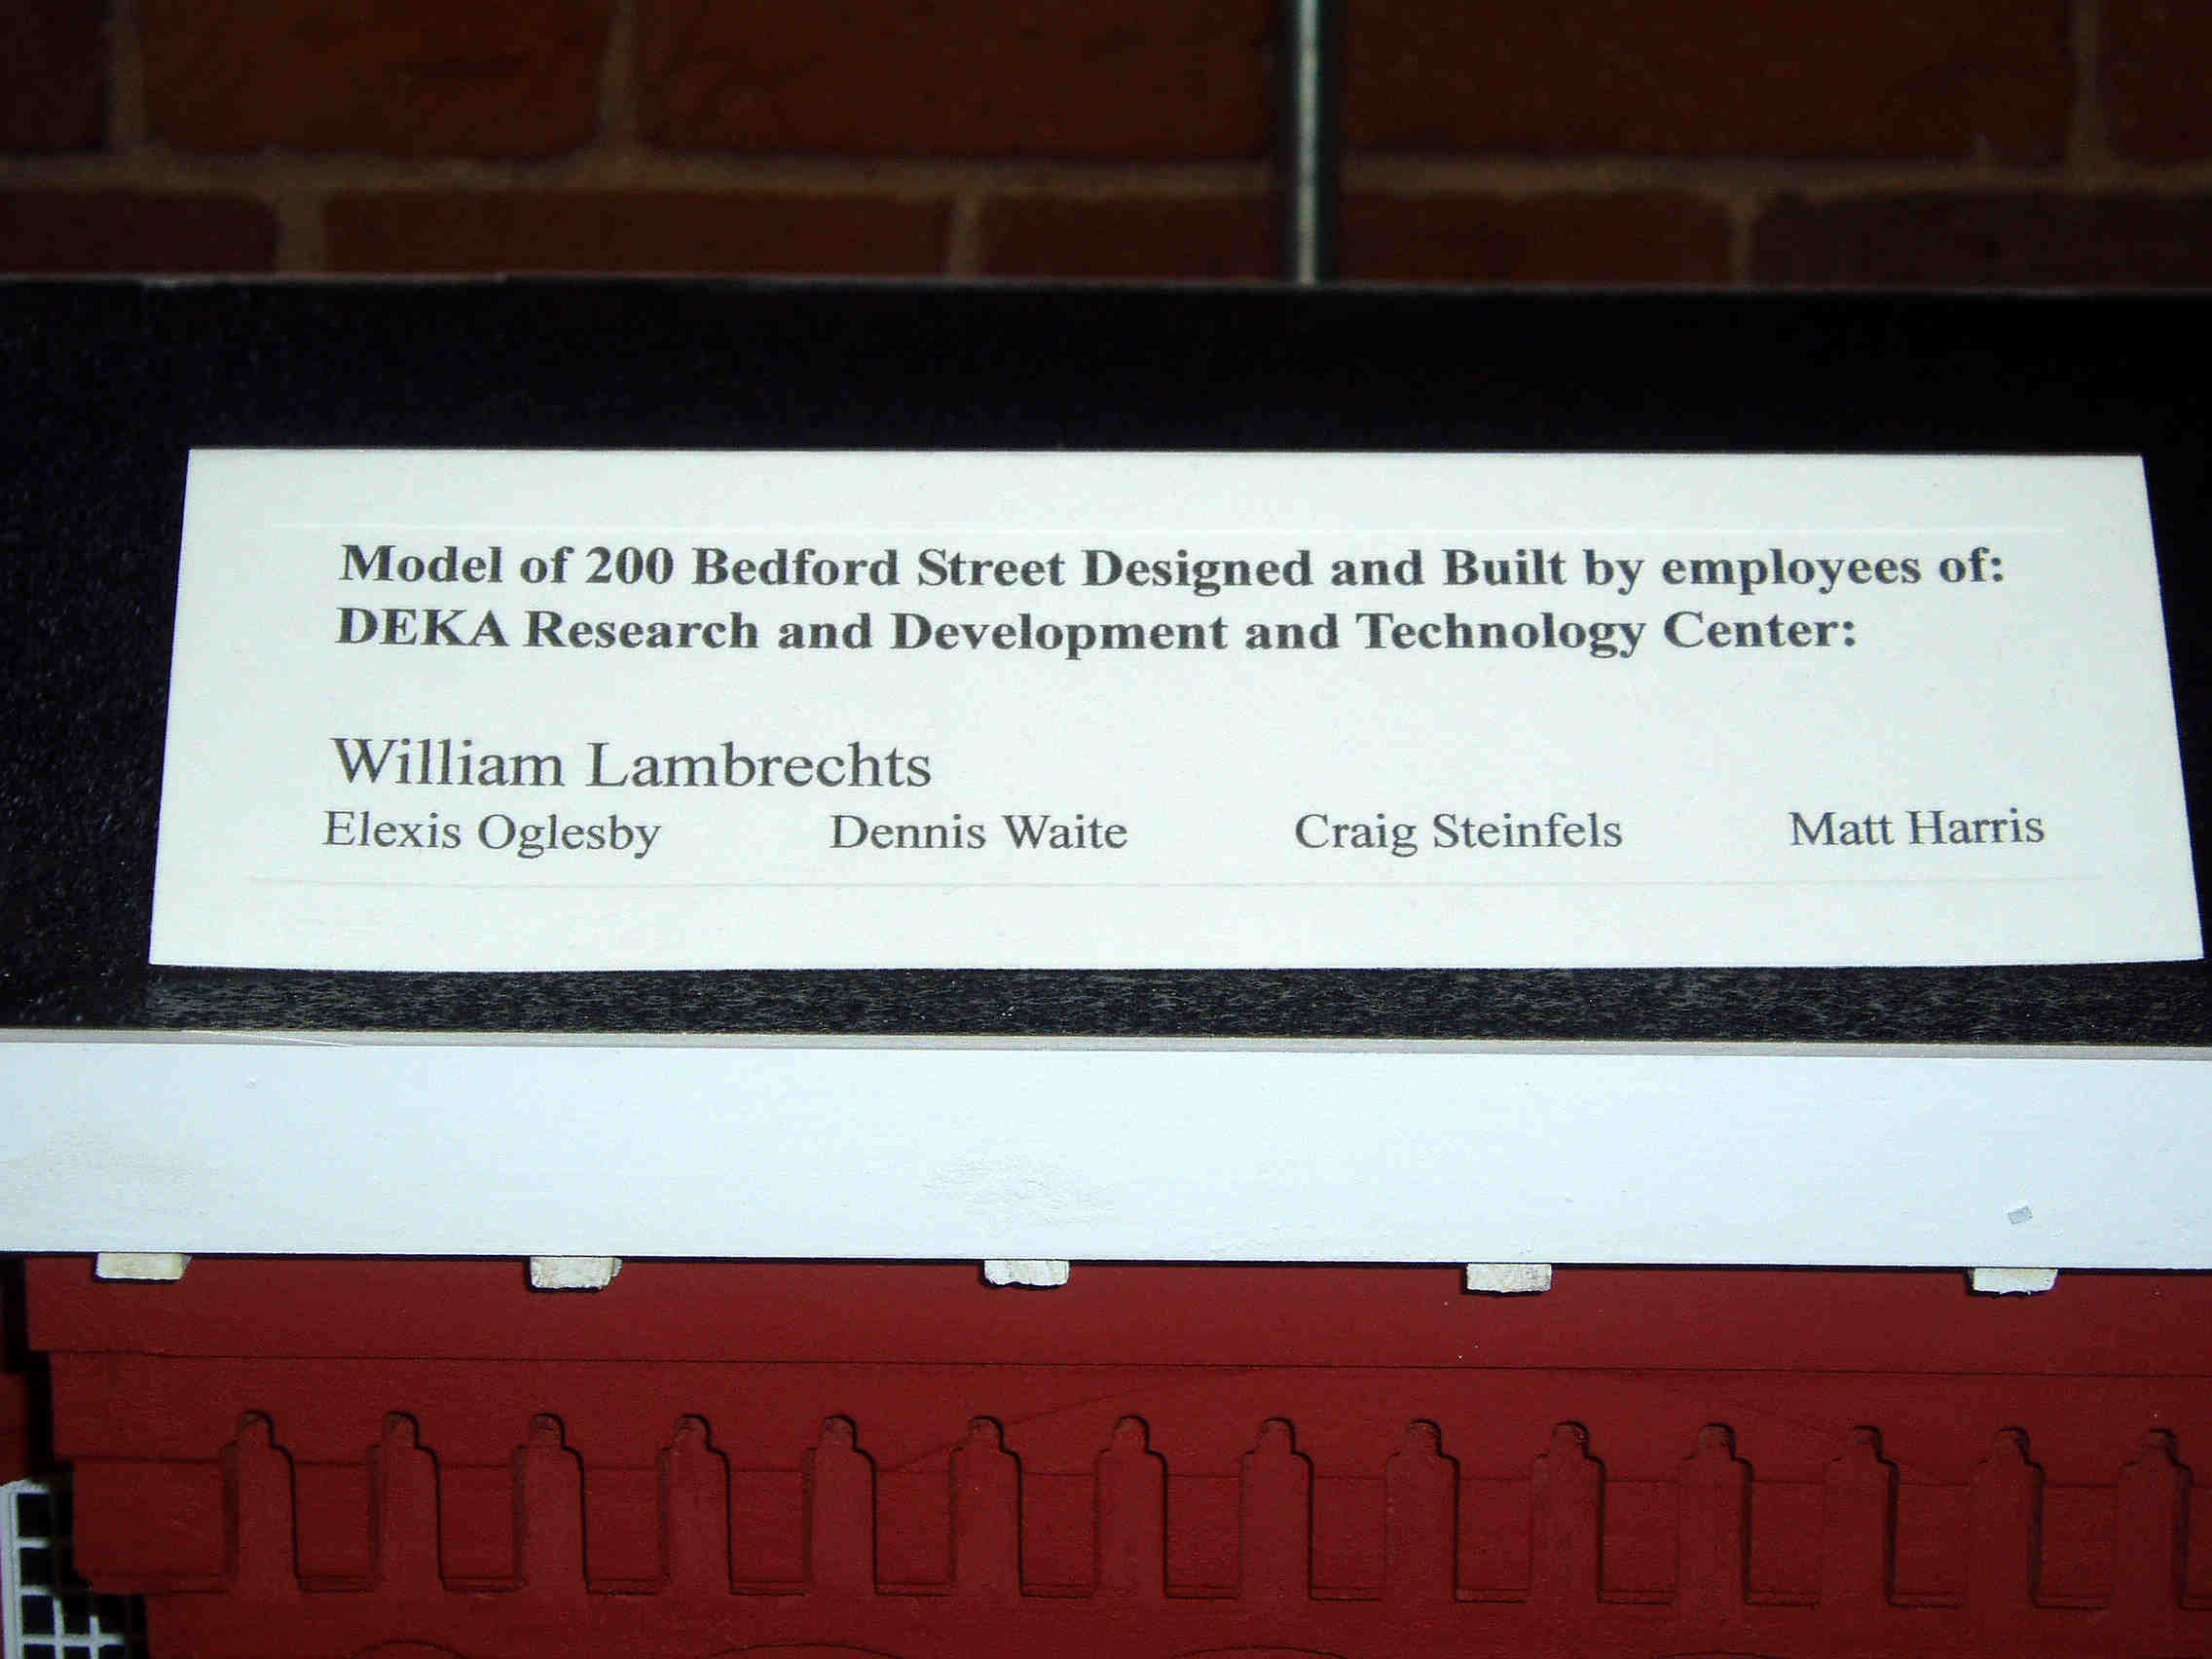 Model of 200 Bedford Street Designed and Built by employees of:
DEKA Research and Development and Technology Center:
William Lambrechts
Elexis Oglesby Dennis Waite Craig Steinfels Matt Harris